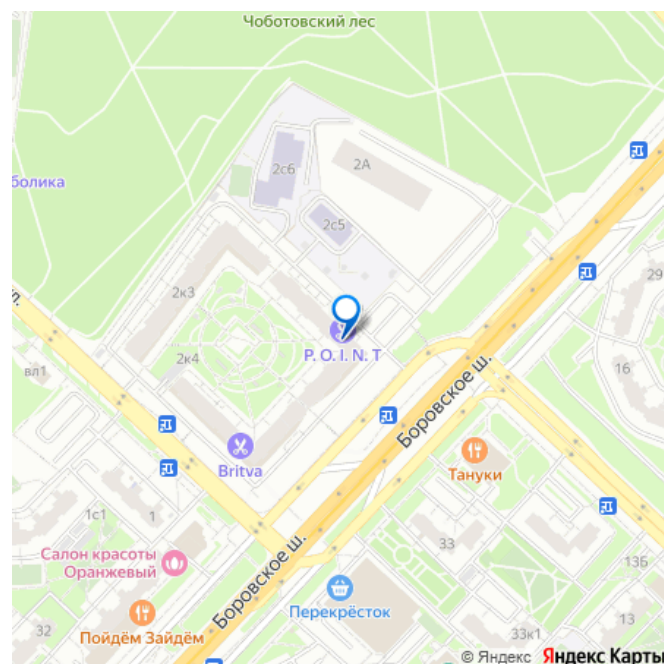 Чоботовский лес
2с6
2А
болика
2с5
2к3
29
ул.
P. O. I. N. T
2к4
вл1
16
Боровское ш.
Britva
Тануки
1с1
1
33
Салон красоты
Оранжевый
Боровское ш.
13Б
Перекрёсток
32
Пойдём Зайдём
33к1
13
© Яндекс Яндекс Карты